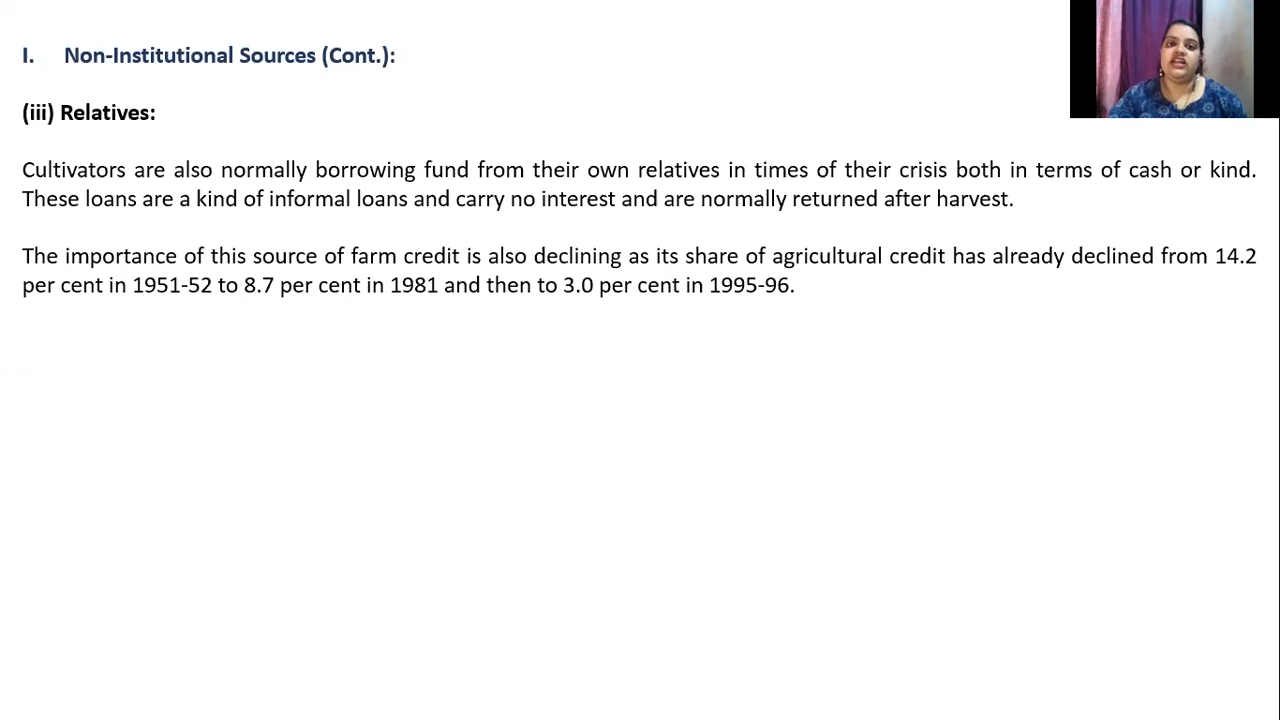 I. Non-Institutional Sources (Cont.):
(iii) Relatives:
Cultivators are also normally borrowing fund from their own relatives in times of their crisis both in terms of cash or kind.
These loans are a kind of informal loans and carry no interest and are normally returned after harvest.
The importance of this source of farm credit is also declining as its share of agricultural credit has already declined from 14.2
per cent in 1951-52 to 8.7 per cent in 1981 and then to 3.0 per cent in 1995-96.